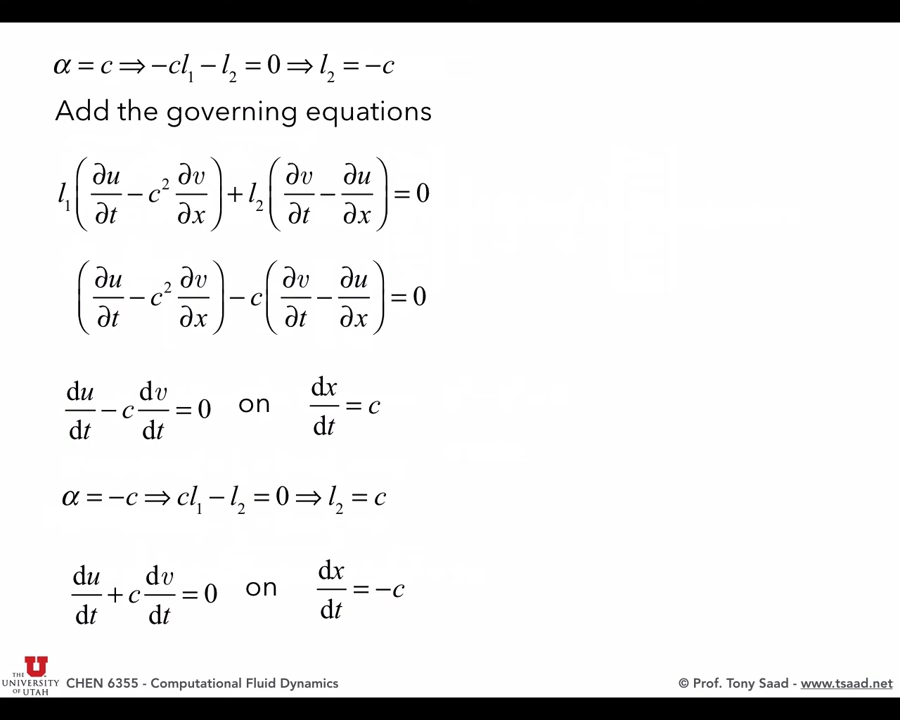 α = c ⇒ −cl₁ − l₂ = 0 ⇒ l₂ = −c
Add the governing equations
l₁(∂u/∂t − c² ∂v/∂x) + l₂(∂v/∂t − ∂u/∂x) = 0
(∂u/∂t − c² ∂v/∂x) − c(∂v/∂t − ∂u/∂x) = 0
du/dt − c dv/dt = 0 on dx/dt = c
α = −c ⇒ cl₁ − l₂ = 0 ⇒ l₂ = c
du/dt + c dv/dt = 0 on dx/dt = −c
THE UNIVERSITY OF UTAH
CHEN 6355 - Computational Fluid Dynamics
© Prof. Tony Saad - www.tsaad.net